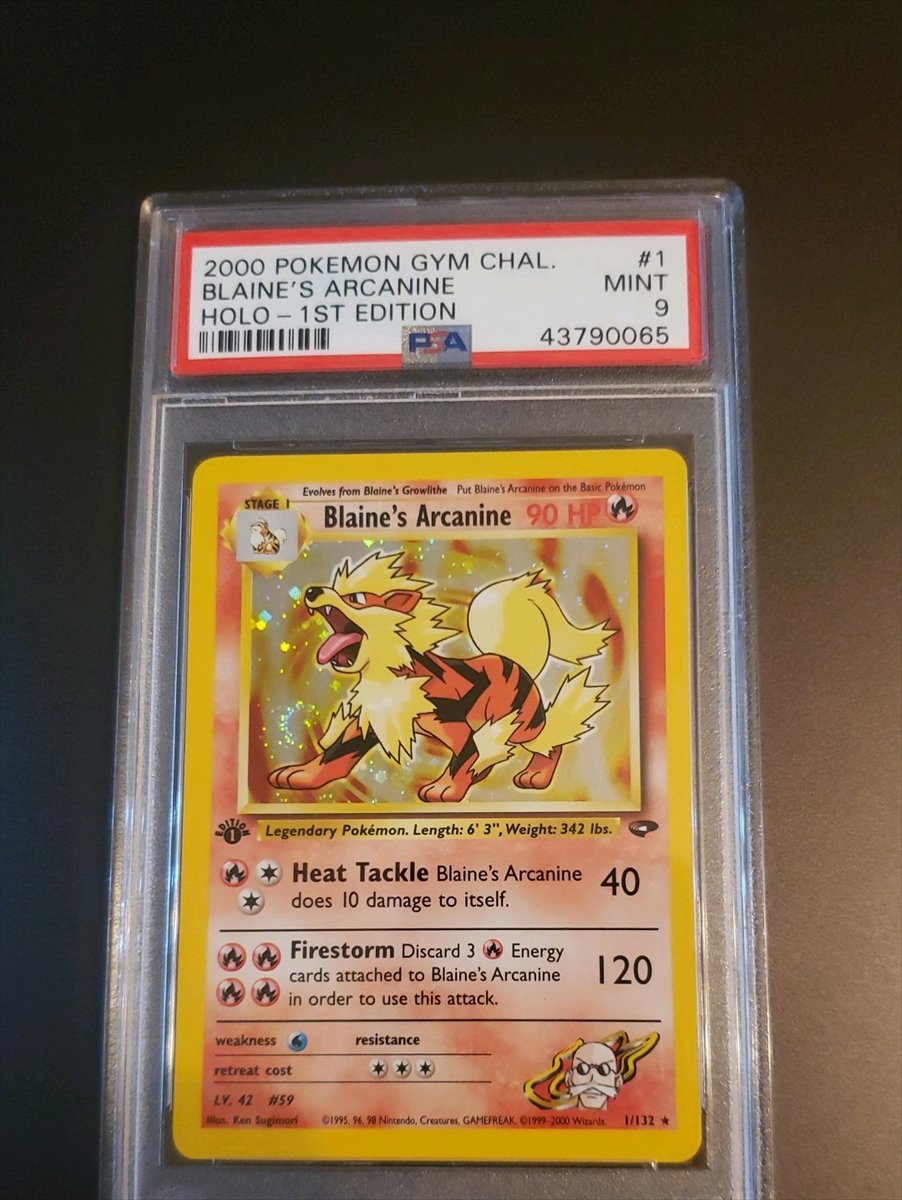 2000 POKEMON GYM CHAL. #1
BLAINE'S ARCANINE MINT
HOLO – 1ST EDITION 9
PSA 43790065
Evolves from Blaine's Growlithe Put Blaine's Arcanine on the Basic Pokémon
STAGE 1
Blaine's Arcanine 90 HP
EDITION 1
Legendary Pokémon. Length: 6' 3", Weight: 342 lbs.
Heat Tackle Blaine's Arcanine 40
does 10 damage to itself.
Firestorm Discard 3 Energy
cards attached to Blaine's Arcanine 120
in order to use this attack.
weakness resistance
retreat cost
LV. 42 #59
Illus. Ken Sugimori ©1995, 96, 98 Nintendo, Creatures, GAMEFREAK. ©1999-2000 Wizards. 1/132 ★